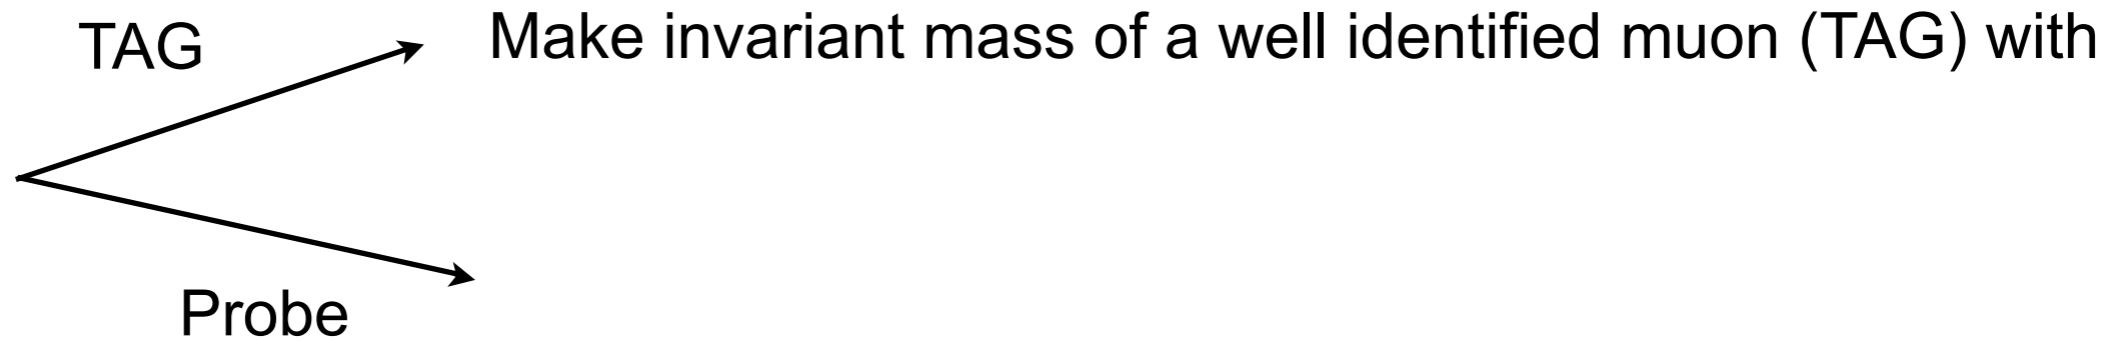 TAG
Make invariant mass of a well identified muon (TAG) with
Probe